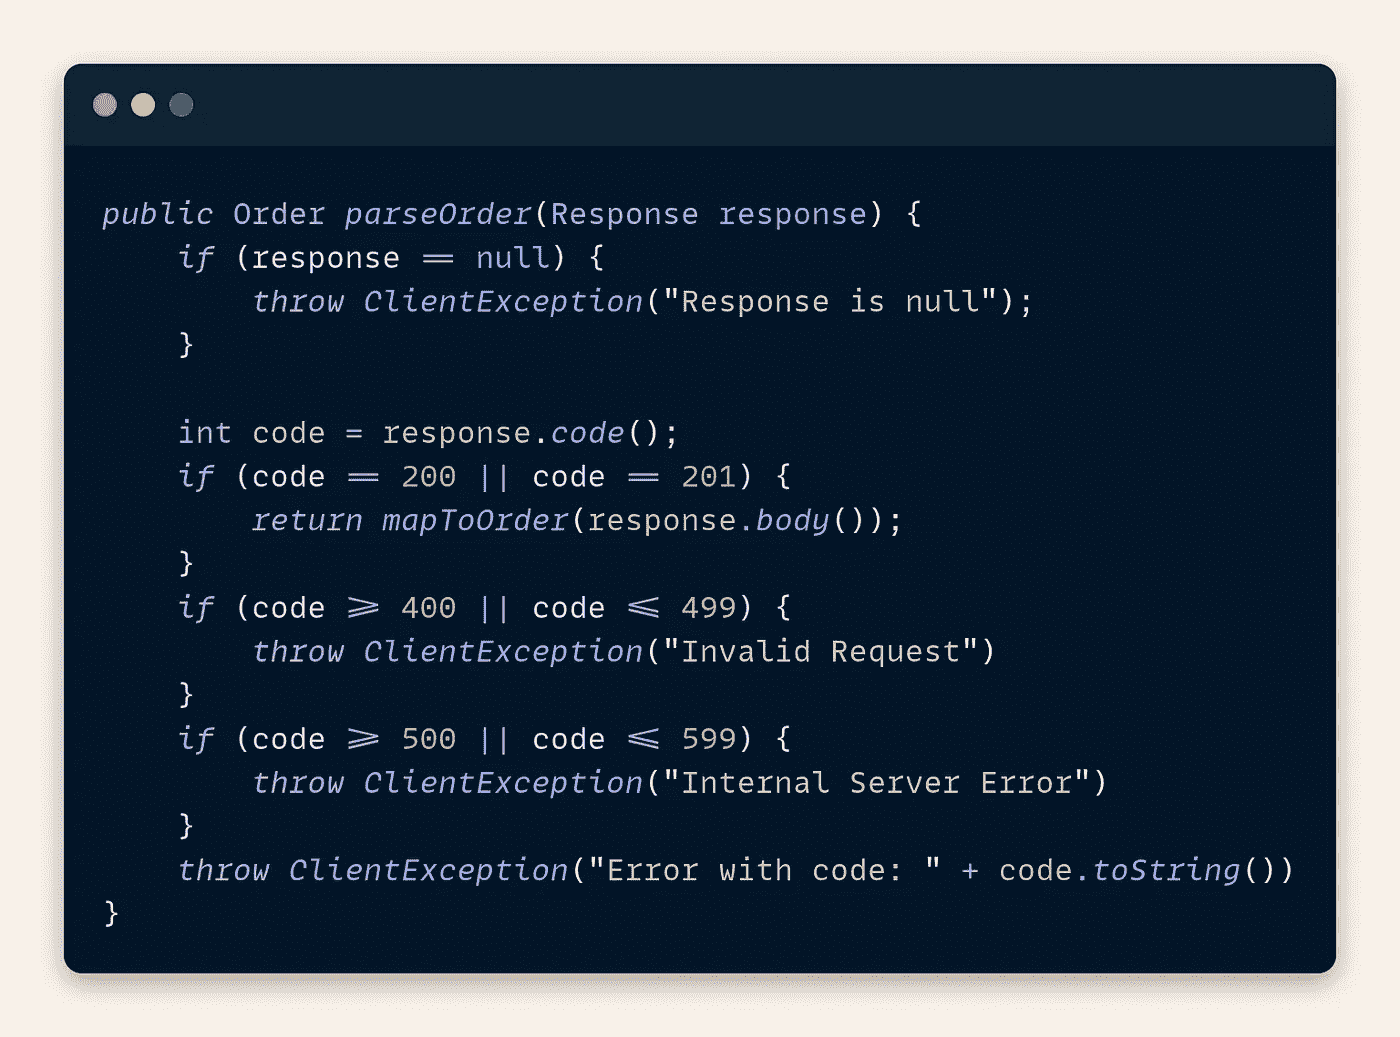 public Order parseOrder(Response response) {
    if (response == null) {
        throw ClientException("Response is null");
    }

    int code = response.code();
    if (code == 200 || code == 201) {
        return mapToOrder(response.body());
    }
    if (code >= 400 || code <= 499) {
        throw ClientException("Invalid Request")
    }
    if (code >= 500 || code <= 599) {
        throw ClientException("Internal Server Error")
    }
    throw ClientException("Error with code: " + code.toString())
}